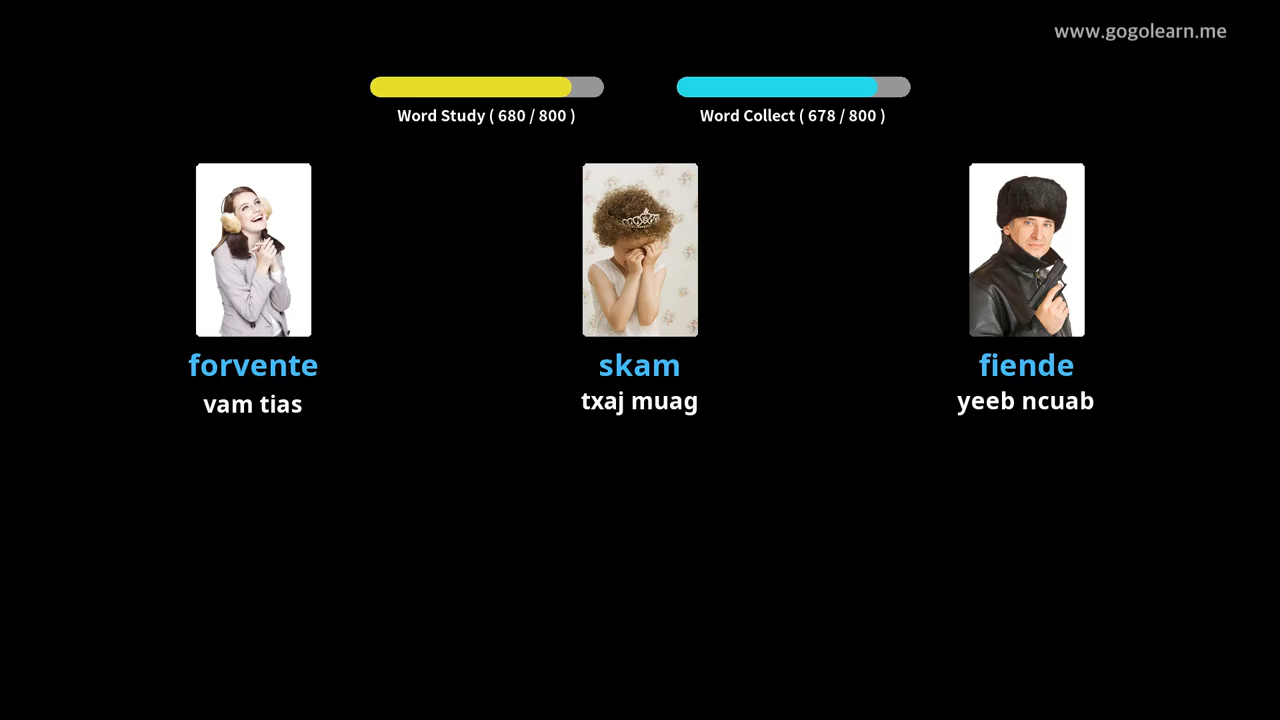 www.gogolearn.me
Word Study ( 680 / 800 )
Word Collect ( 678 / 800 )
forvente
vam tias
skam
txaj muag
fiende
yeeb ncuab